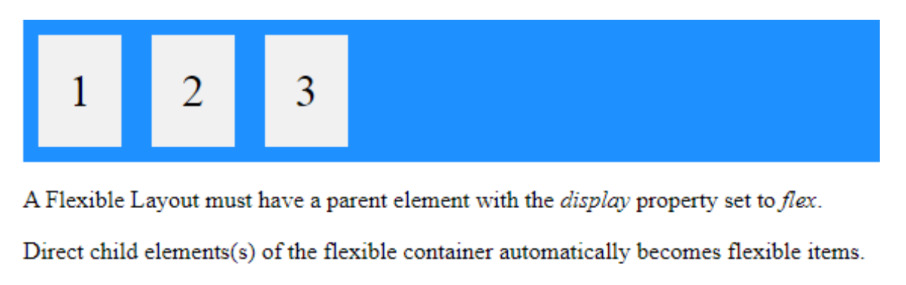 1 2 3
A Flexible Layout must have a parent element with the display property set to flex.
Direct child elements(s) of the flexible container automatically becomes flexible items.